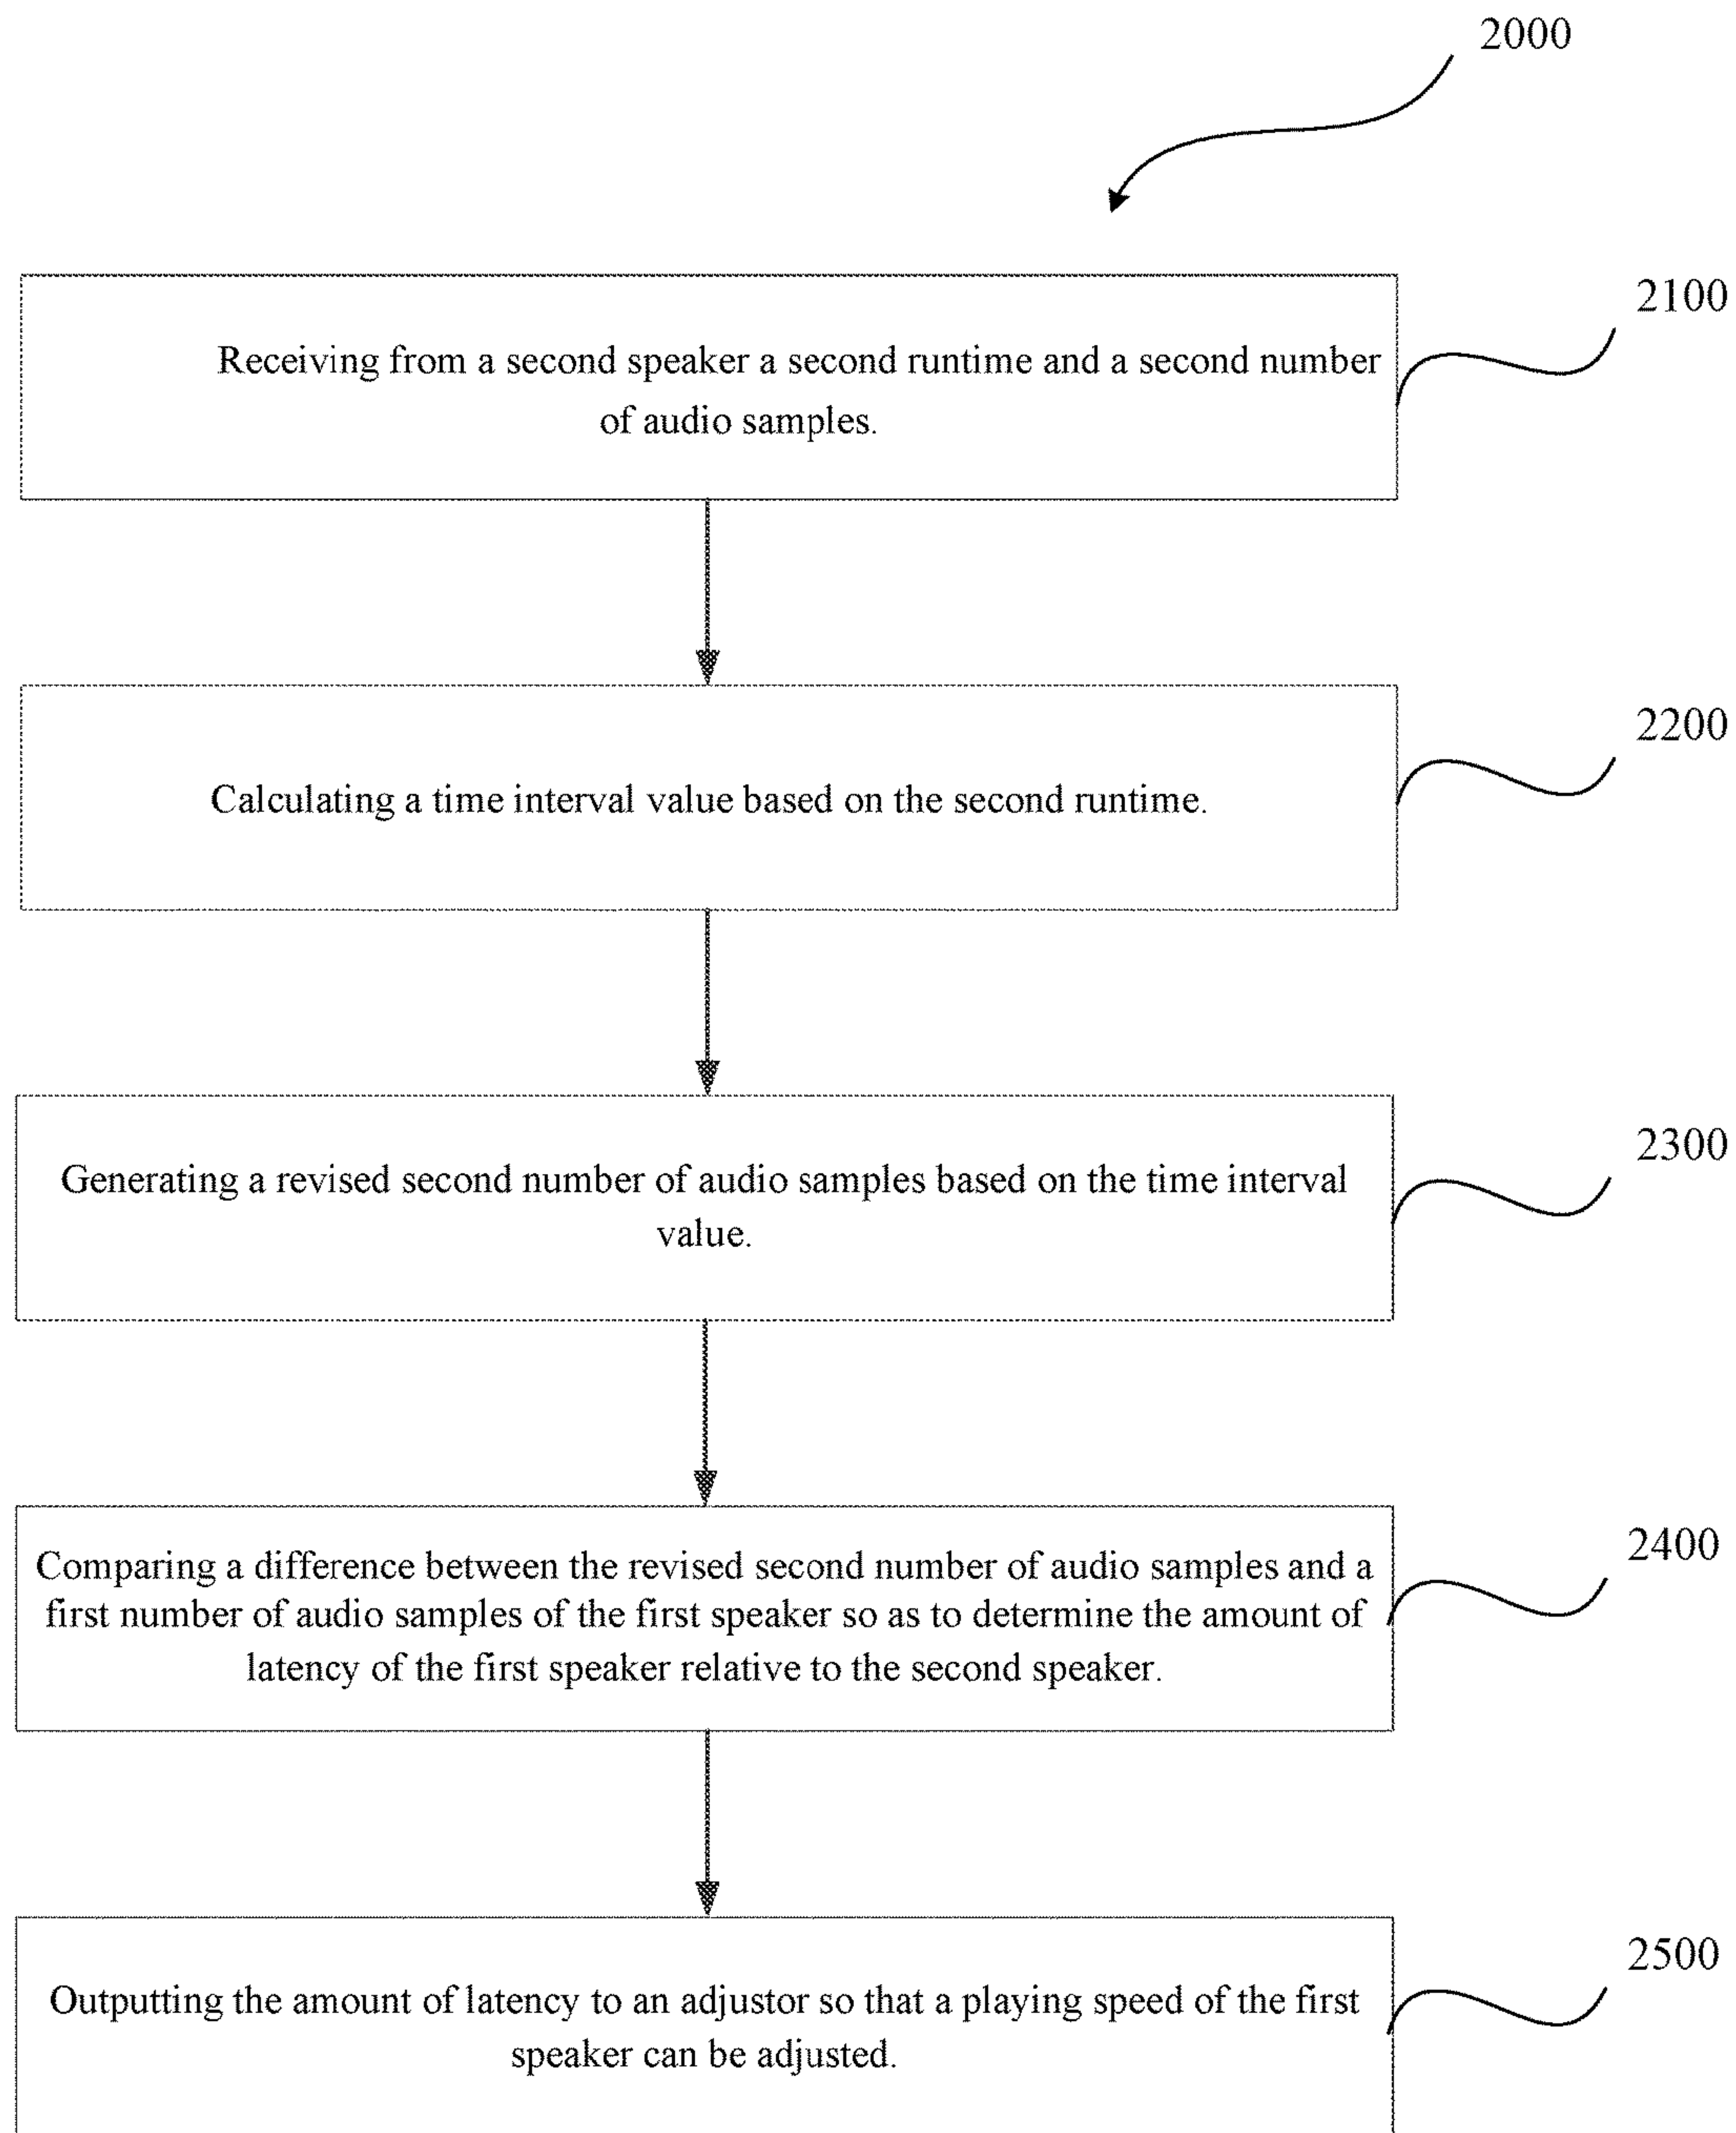 2000
2100
Receiving from a second speaker a second runtime and a second number
of audio samples.
2200
Calculating a time interval value based on the second runtime.
2300
Generating a revised second number of audio samples based on the time interval
value.
2400
Comparing a difference between the revised second number of audio samples and a
first number of audio samples of the first speaker so as to determine the amount of
latency of the first speaker relative to the second speaker.
2500
Outputting the amount of latency to an adjustor so that a playing speed of the first
speaker can be adjusted.